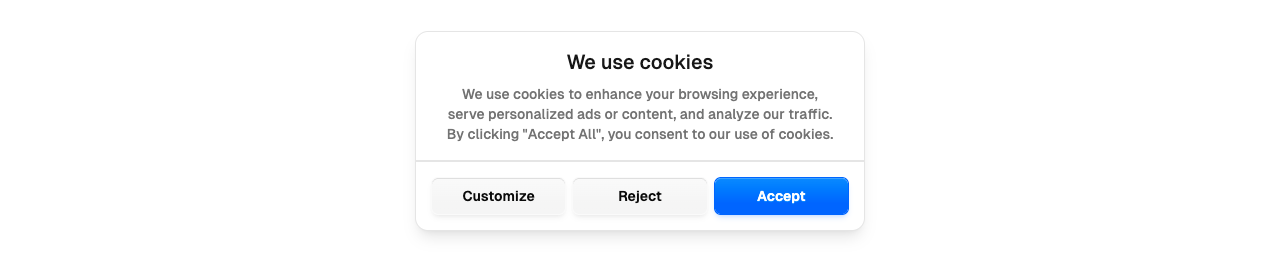 We use cookies
We use cookies to enhance your browsing experience,
serve personalized ads or content, and analyze our traffic.
By clicking "Accept All", you consent to our use of cookies.
Customize
Reject
Accept